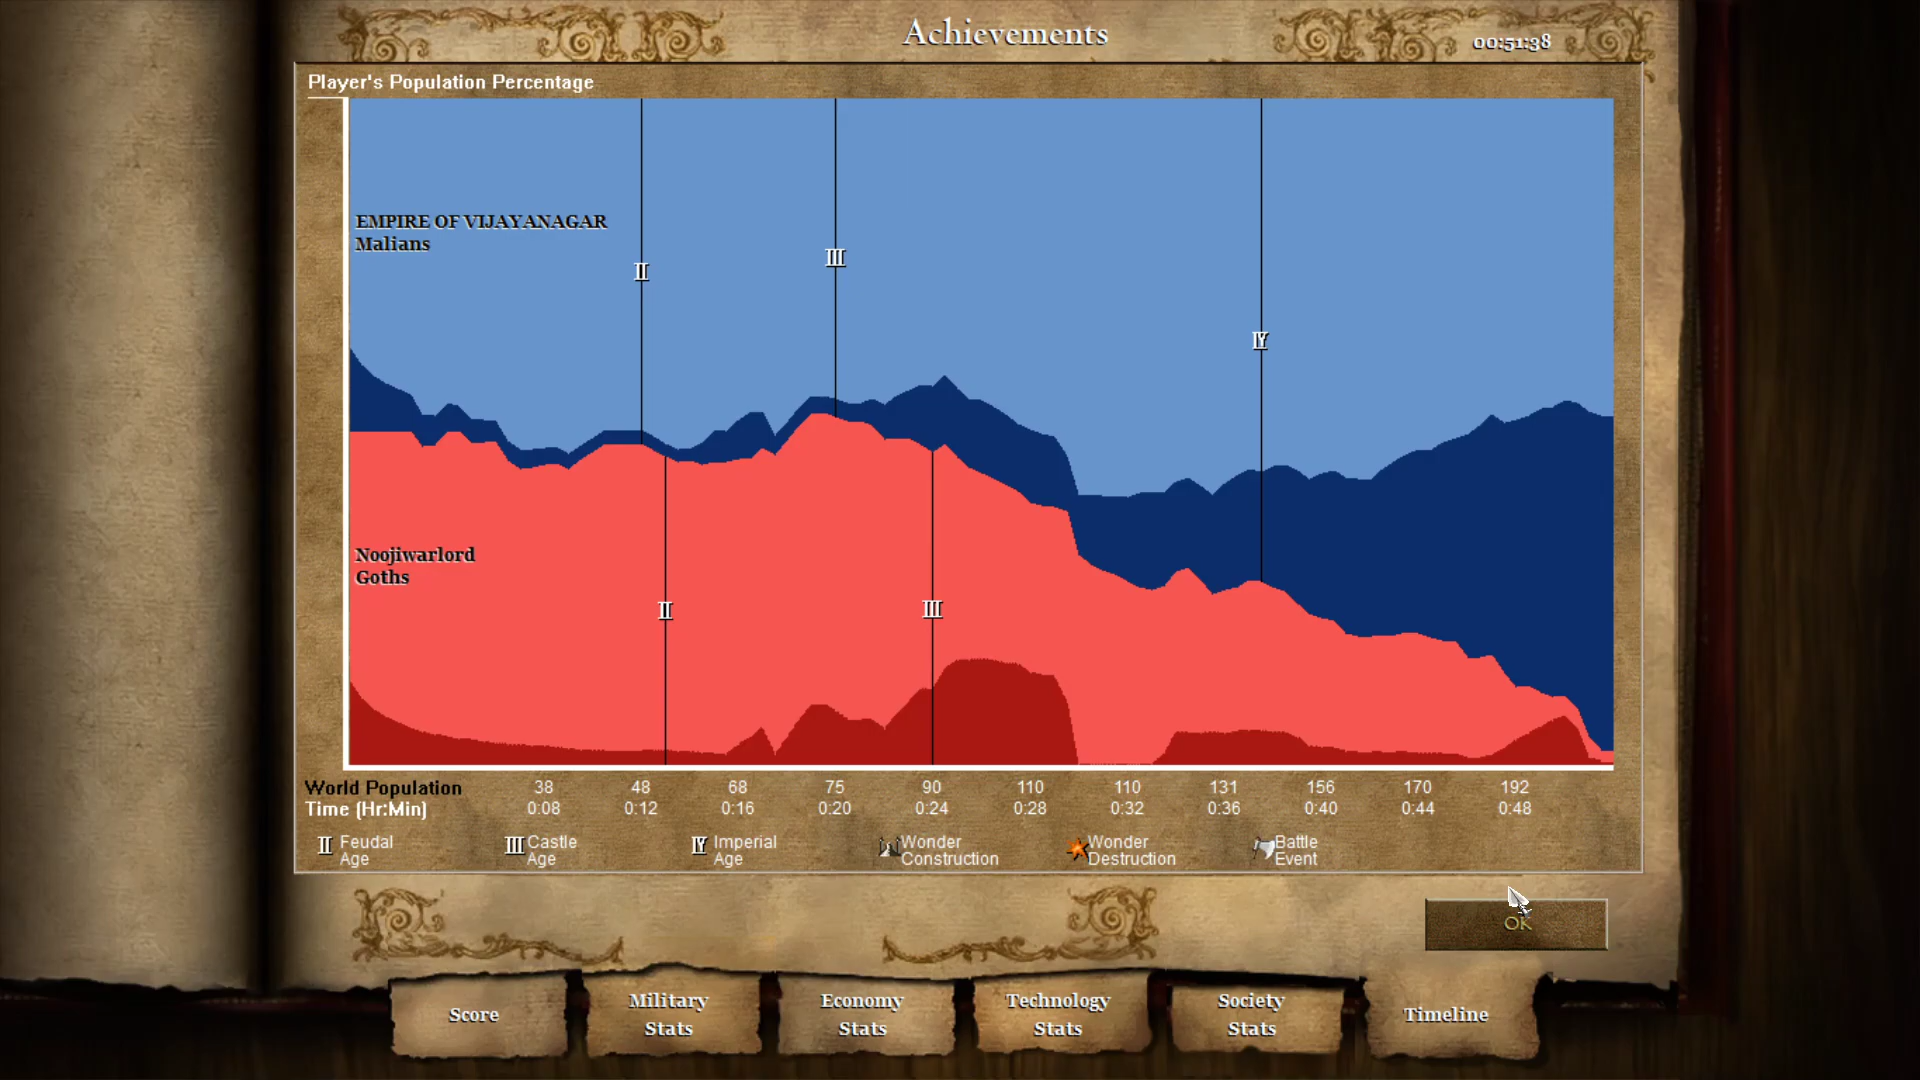 Achievements
00:51:38
Player's Population Percentage
EMPIRE OF VIJAYANAGAR
Malians
II
III
IV
Noojiwarlord
Goths
II
III
World Population 38 48 68 75 90 110 110 131 156 170 192
Time (Hr:Min) 0:08 0:12 0:16 0:20 0:24 0:28 0:32 0:36 0:40 0:44 0:48
II Feudal Age
III Castle Age
IV Imperial Age
Wonder Construction
Wonder Destruction
Battle Event
OK
Score
Military Stats
Economy Stats
Technology Stats
Society Stats
Timeline